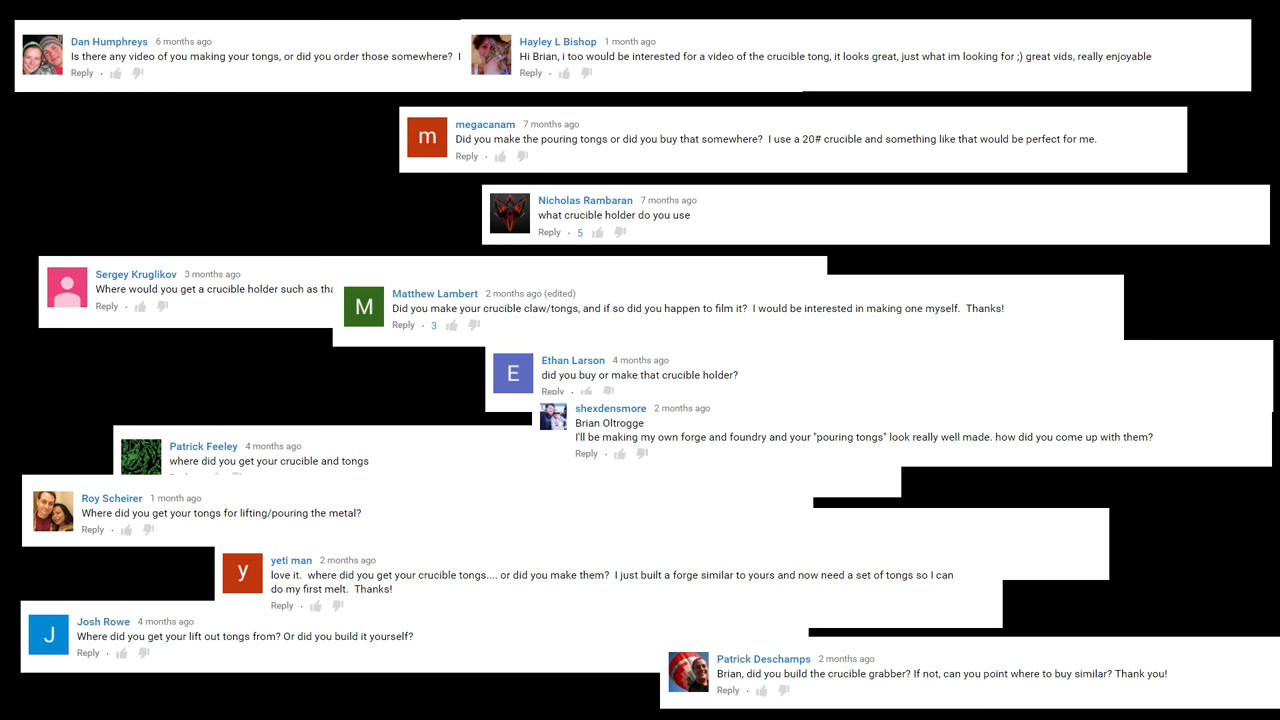 Dan Humphreys 6 months ago
Is there any video of you making your tongs, or did you order those somewhere? I
Reply ·
Hayley L Bishop 1 month ago
Hi Brian, i too would be interested for a video of the crucible tong, it looks great, just what im looking for ;) great vids, really enjoyable
Reply ·
m
megacanam 7 months ago
Did you make the pouring tongs or did you buy that somewhere? I use a 20# crucible and something like that would be perfect for me.
Reply ·
Nicholas Rambaran 7 months ago
what crucible holder do you use
Reply · 5
Sergey Kruglikov 3 months ago
Where would you get a crucible holder such as
Reply ·
M
Matthew Lambert 2 months ago (edited)
Did you make your crucible claw/tongs, and if so did you happen to film it? I would be interested in making one myself. Thanks!
Reply · 3
E
Ethan Larson 4 months ago
did you buy or make that crucible holder?
Reply ·
shexdensmore 2 months ago
Brian Oltrogge
I'll be making my own forge and foundry and your "pouring tongs" look really well made. how did you come up with them?
Reply ·
Patrick Feeley 4 months ago
where did you get your crucible and tongs
Roy Scheirer 1 month ago
Where did you get your tongs for lifting/pouring the metal?
Reply ·
y
yeti man 2 months ago
love it. where did you get your crucible tongs.... or did you make them? I just built a forge similar to yours and now need a set of tongs so I can
do my first melt. Thanks!
Reply ·
J
Josh Rowe 4 months ago
Where did you get your lift out tongs from? Or did you build it yourself?
Reply ·
Patrick Deschamps 2 months ago
Brian, did you build the crucible grabber? If not, can you point where to buy similar? Thank you!
Reply ·